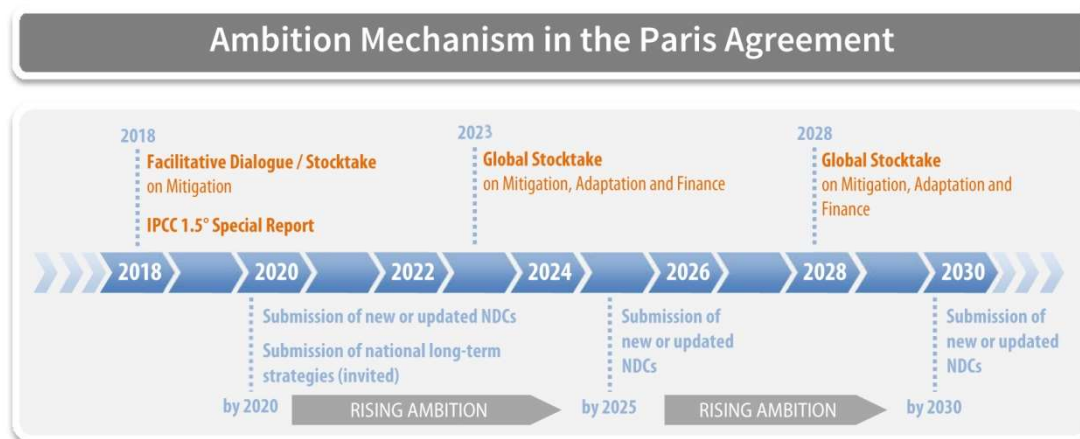 Ambition Mechanism in the Paris Agreement
2018
Facilitative Dialogue / Stocktake
on Mitigation
IPCC 1.5° Special Report
2023
Global Stocktake
on Mitigation, Adaptation and Finance
2028
Global Stocktake
on Mitigation, Adaptation and
Finance
2018 2020 2022 2024 2026 2028 2030
Submission of new or updated NDCs
Submission of national long-term
strategies (invited)
by 2020
RISING AMBITION
Submission of
new or updated
NDCs
by 2025
RISING AMBITION
Submission of
new or updated
NDCs
by 2030